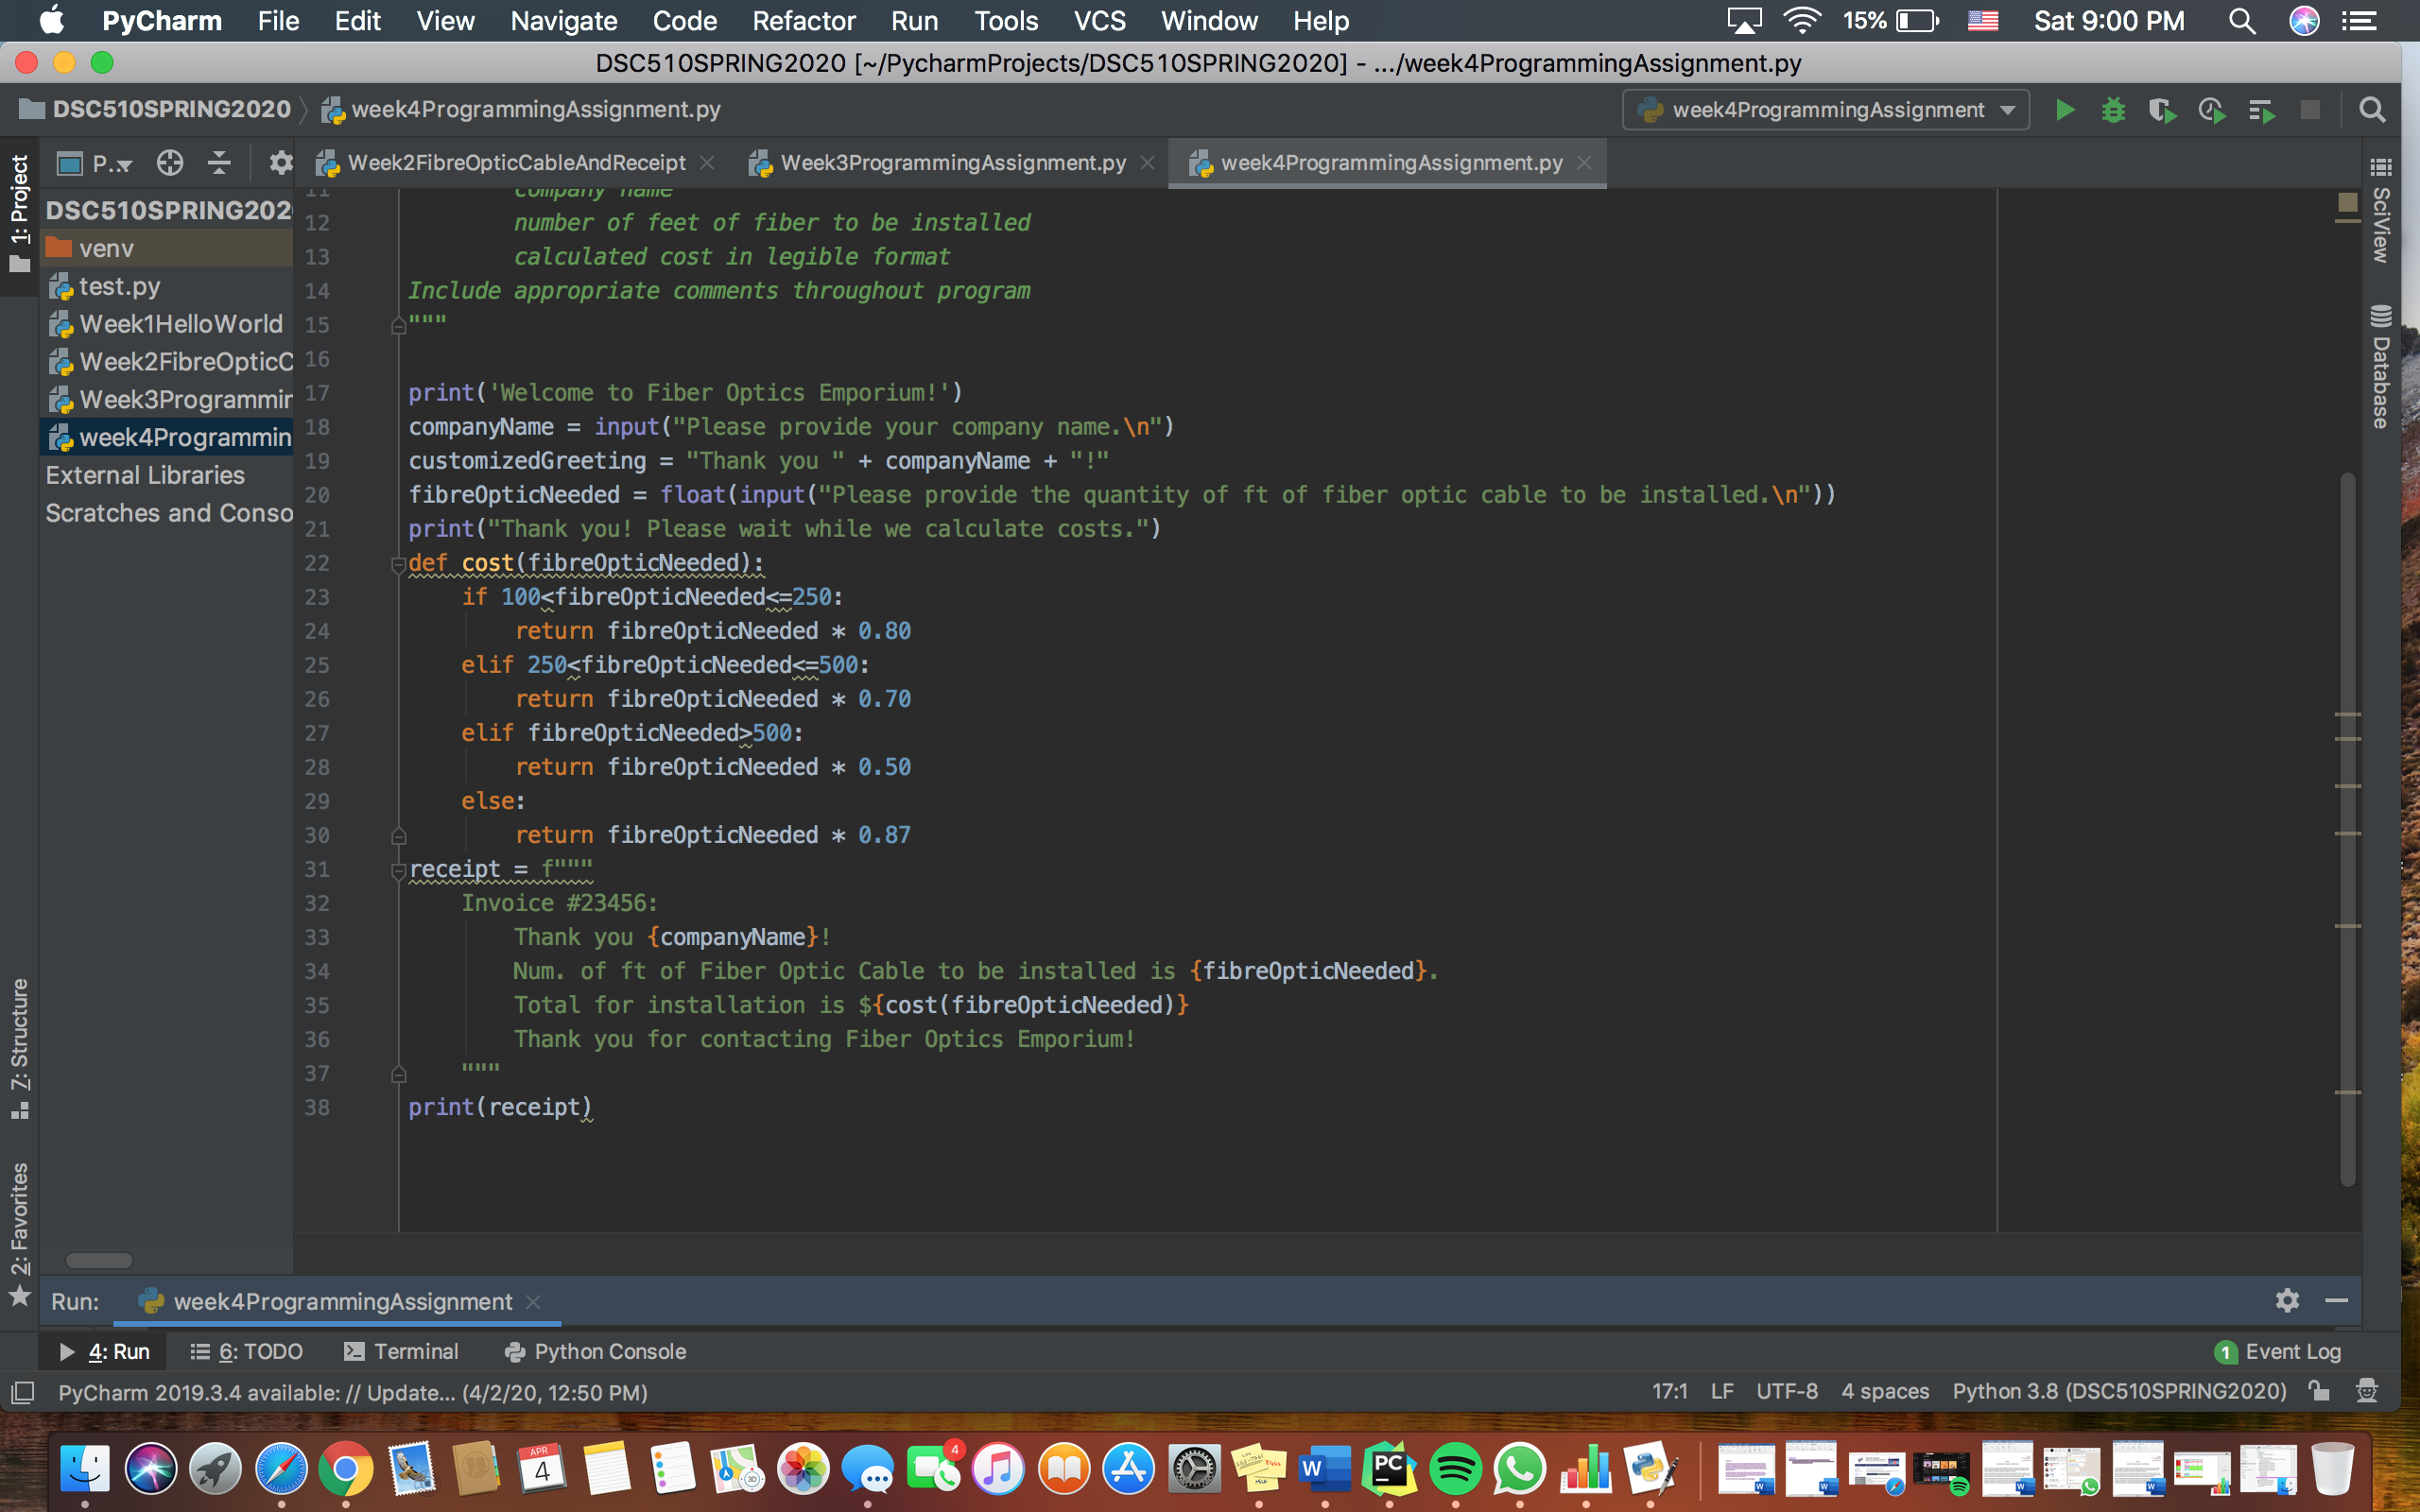 PyCharm File Edit View Navigate Code Refactor Run Tools VCS Window Help 15% Sat 9:00 PM
DSC510SPRING2020 [~/PycharmProjects/DSC510SPRING2020] - .../week4ProgrammingAssignment.py
DSC510SPRING2020 week4ProgrammingAssignment.py week4ProgrammingAssignment
1: Project
P... Week2FibreOpticCableAndReceipt Week3ProgrammingAssignment.py week4ProgrammingAssignment.py
DSC510SPRING202
venv
test.py
Week1HelloWorld
Week2FibreOpticC
Week3Programmin
week4Programmin
External Libraries
Scratches and Conso
11 company name
12 number of feet of fiber to be installed
13 calculated cost in legible format
14 Include appropriate comments throughout program
15 """
16
17 print('Welcome to Fiber Optics Emporium!')
18 companyName = input("Please provide your company name.\n")
19 customizedGreeting = "Thank you " + companyName + "!"
20 fibreOpticNeeded = float(input("Please provide the quantity of ft of fiber optic cable to be installed.\n"))
21 print("Thank you! Please wait while we calculate costs.")
22 def cost(fibreOpticNeeded):
23 if 100<fibreOpticNeeded<=250:
24 return fibreOpticNeeded * 0.80
25 elif 250<fibreOpticNeeded<=500:
26 return fibreOpticNeeded * 0.70
27 elif fibreOpticNeeded>500:
28 return fibreOpticNeeded * 0.50
29 else:
30 return fibreOpticNeeded * 0.87
31 receipt = f"""
32 Invoice #23456:
33 Thank you {companyName}!
34 Num. of ft of Fiber Optic Cable to be installed is {fibreOpticNeeded}.
35 Total for installation is ${cost(fibreOpticNeeded)}
36 Thank you for contacting Fiber Optics Emporium!
37 """
38 print(receipt)
SciView
Database
7: Structure
2: Favorites
Run: week4ProgrammingAssignment
4: Run 6: TODO Terminal Python Console 1 Event Log
PyCharm 2019.3.4 available: // Update... (4/2/20, 12:50 PM) 17:1 LF UTF-8 4 spaces Python 3.8 (DSC510SPRING2020)
APR
4
3D
4
W
PC